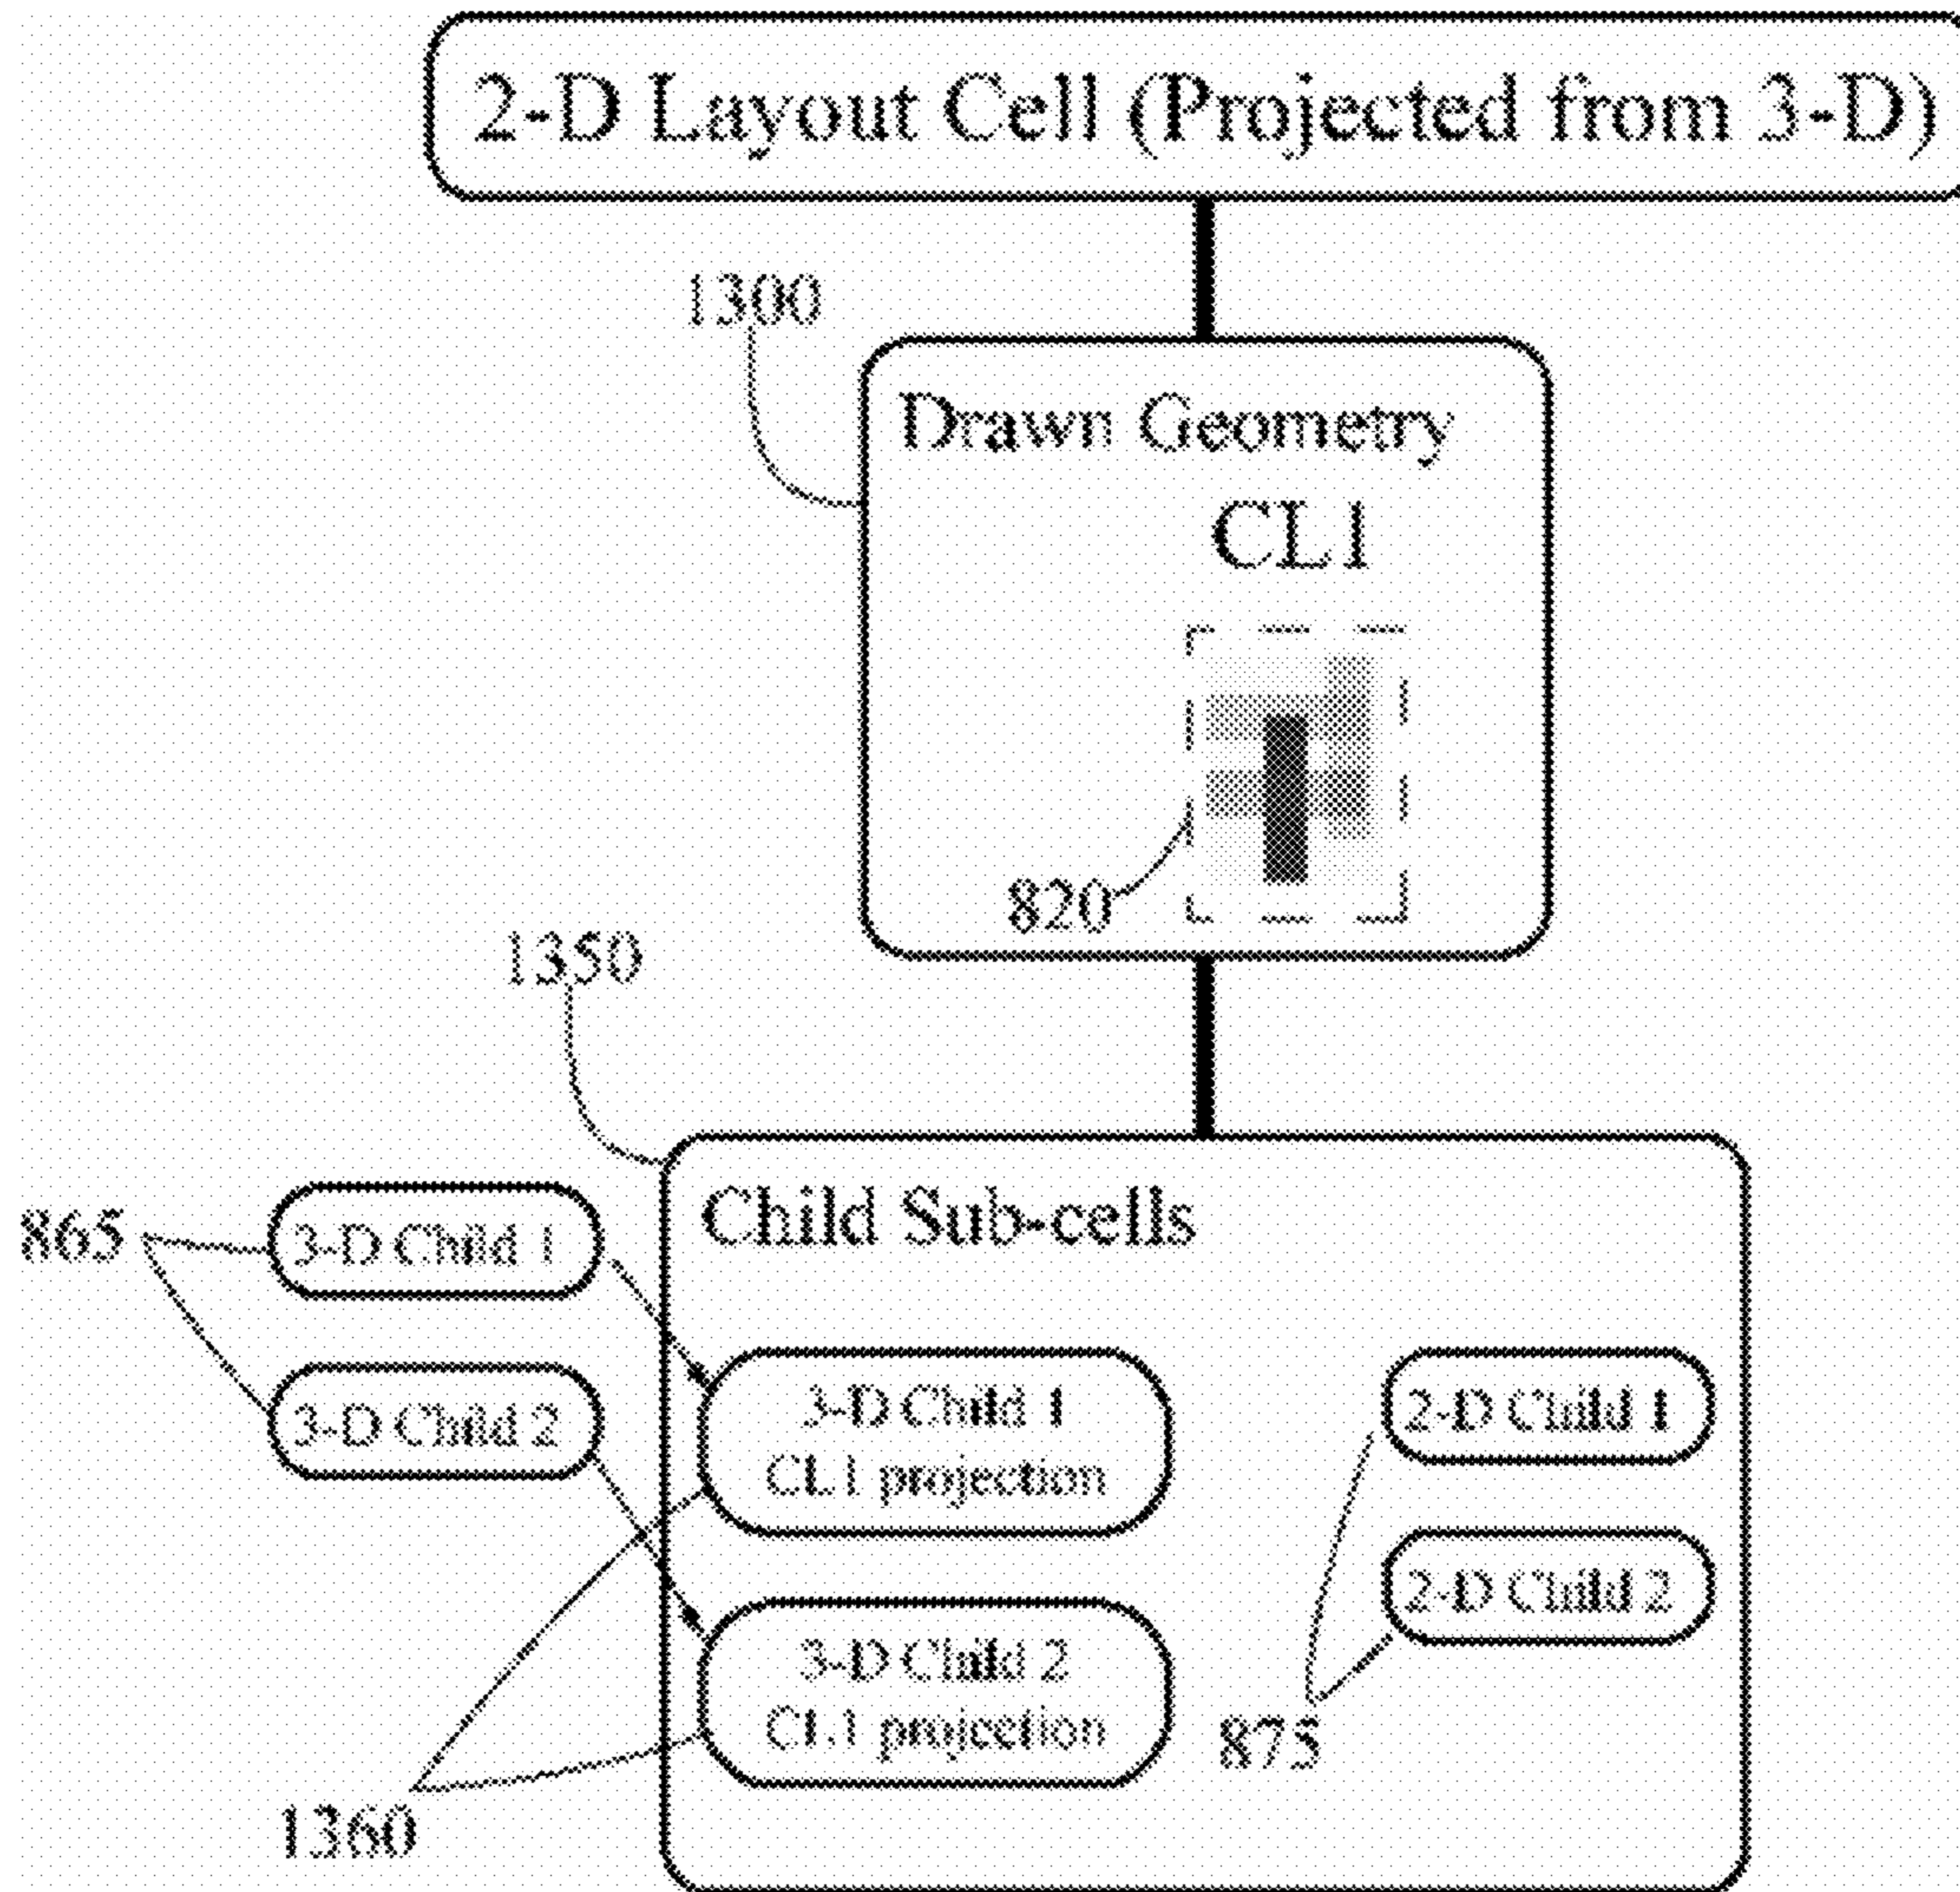 2-D Layout Cell (Projected from 3-D)
1300
Drawn Geometry
CL1
820
1350
Child Sub-cells
865
3-D Child 1
3-D Child 2
3-D Child 1
CL1 projection
3-D Child 2
CL1 projection
2-D Child 1
2-D Child 2
875
1360